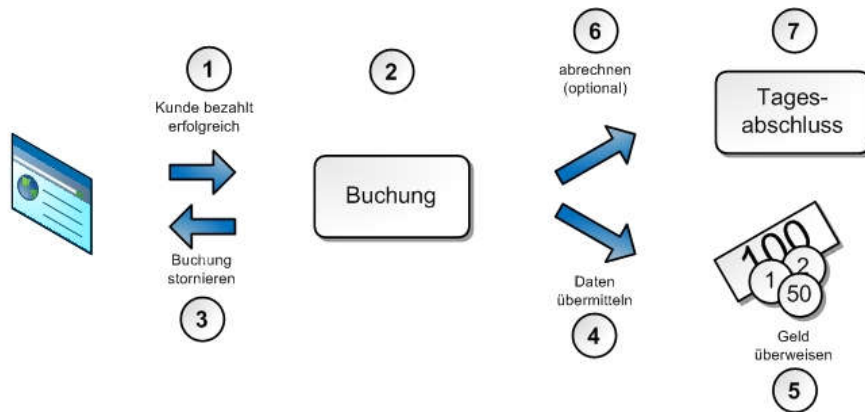 1
Kunde bezahlt
erfolgreich
2
Buchung
Buchung
stornieren
3
6
abrechnen
(optional)
7
Tages-
abschluss
Daten
übermitteln
4
100
1
2
50
Geld
überweisen
5